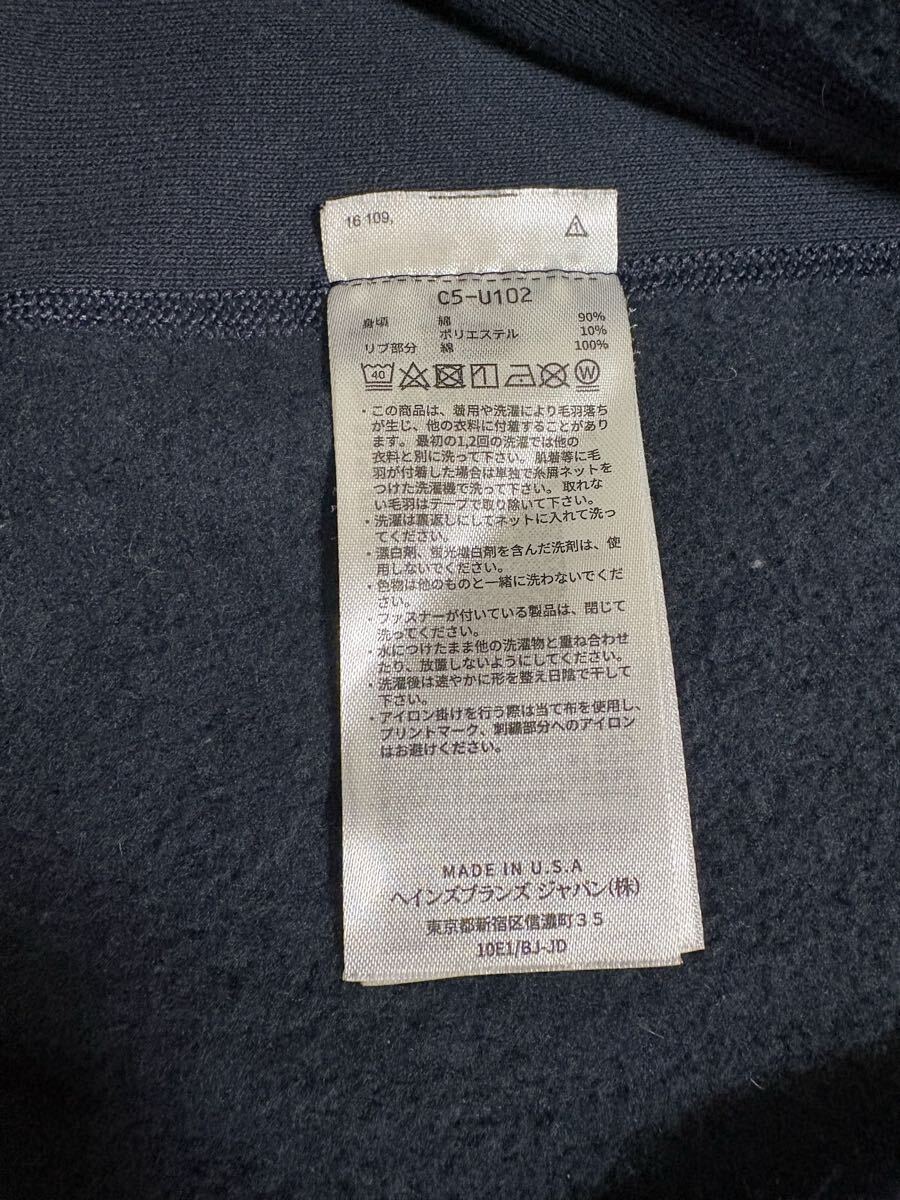 16 109,
C5-U102
身頃 綿 90%
ポリエステル 10%
リブ部分 綿 100%
40
W
・この商品は、着用や洗濯により毛羽落ち
が生じ、他の衣料に付着することがあり
ます。最初の1,2回の洗濯では他の
衣料と別に洗って下さい。肌着等に毛
羽が付着した場合は単独で糸屑ネットを
つけた洗濯機で洗って下さい。取れな
い毛羽はテープで取り除いて下さい。
・洗濯は裏返しにしてネットに入れて洗っ
てください。
・漂白剤、蛍光増白剤を含んだ洗剤は、使
用しないでください。
・色物は他のものと一緒に洗わないでくだ
さい。
・ファスナーが付いている製品は、閉じて
洗ってください。
・水につけたまま他の洗濯物と重ね合わせ
たり、放置しないようにしてください。
・洗濯後は速やかに形を整え日陰で干して
下さい。
・アイロン掛けを行う際は当て布を使用し、
プリントマーク、刺繍部分へのアイロン
はお避けください。
MADE IN U.S.A
ヘインズブランズ ジャパン(株)
東京都新宿区信濃町35
10E1/BJ-JD